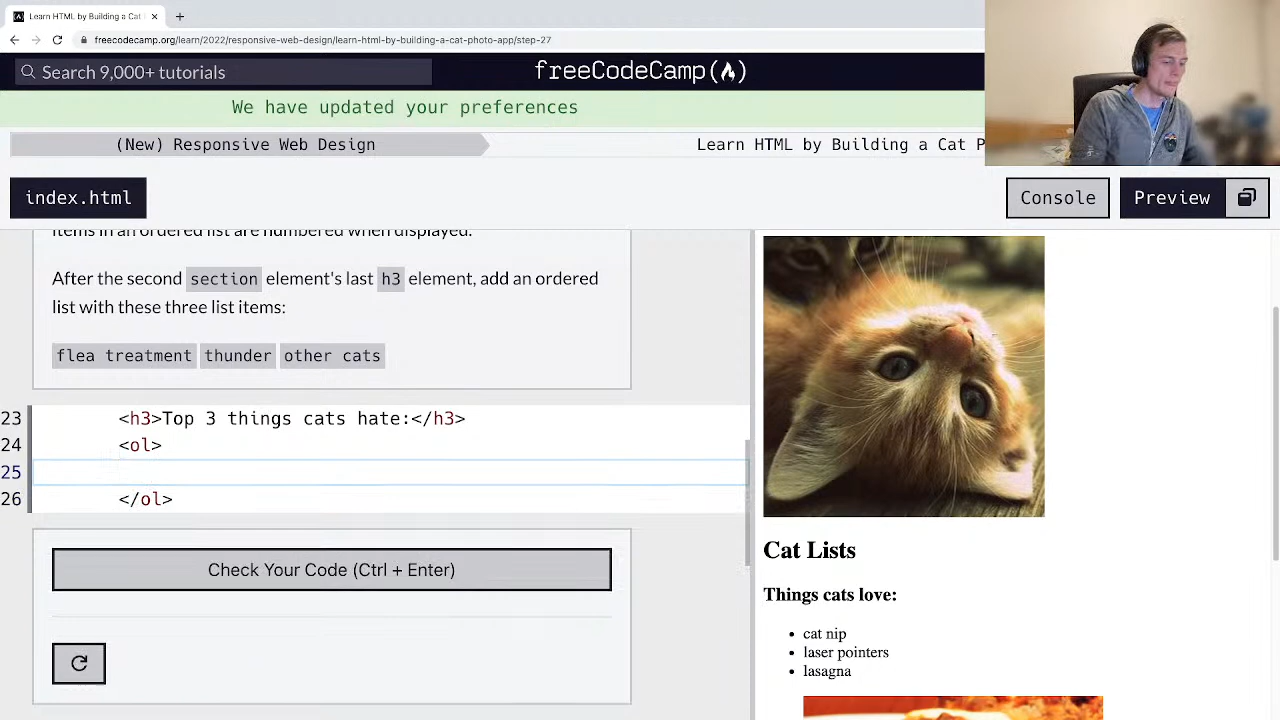 Learn HTML by Building a Cat
freecodecamp.org/learn/2022/responsive-web-design/learn-html-by-building-a-cat-photo-app/step-27
Search 9,000+ tutorials
freeCodeCamp
We have updated your preferences
(New) Responsive Web Design
Learn HTML by Building a Cat P
index.html
Console
Preview
items in an ordered list are numbered when displayed.
After the second section element's last h3 element, add an ordered
list with these three list items:
flea treatment thunder other cats
23 <h3>Top 3 things cats hate:</h3>
24 <ol>
25
26 </ol>
Check Your Code (Ctrl + Enter)
Cat Lists
Things cats love:
• cat nip
• laser pointers
• lasagna